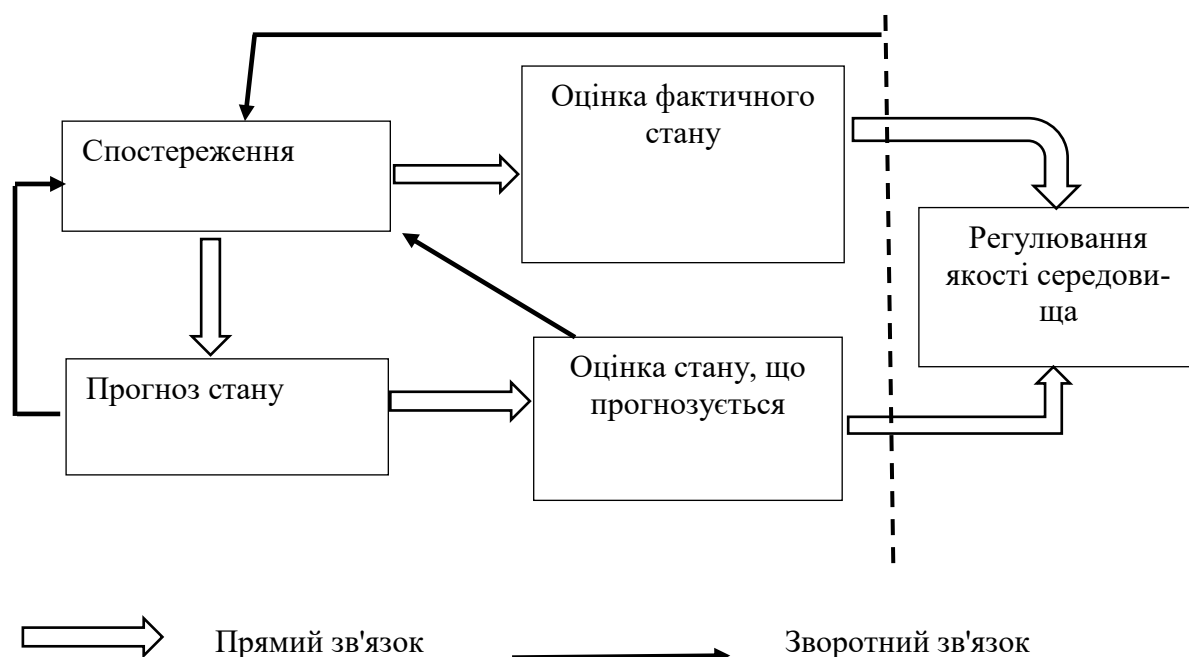 Оцінка фактичного
стану
Спостереження
Регулювання
якості середови-
ща
Прогноз стану
Оцінка стану, що
прогнозується
Прямий зв'язок
Зворотний зв'язок